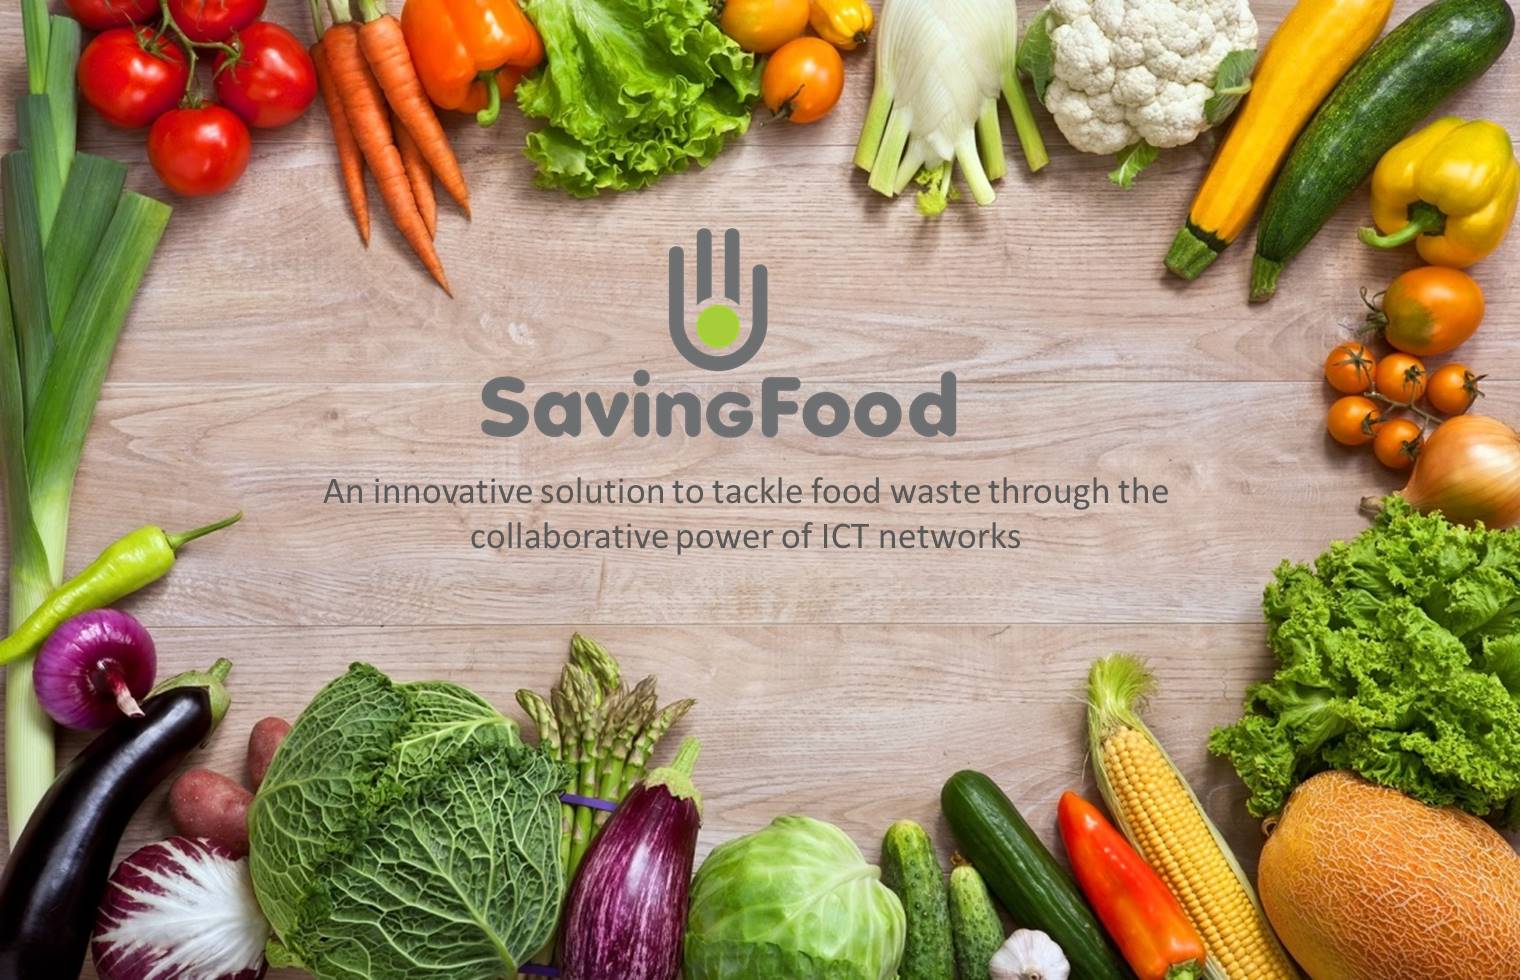 SavingFood
An innovative solution to tackle food waste through the
collaborative power of ICT networks